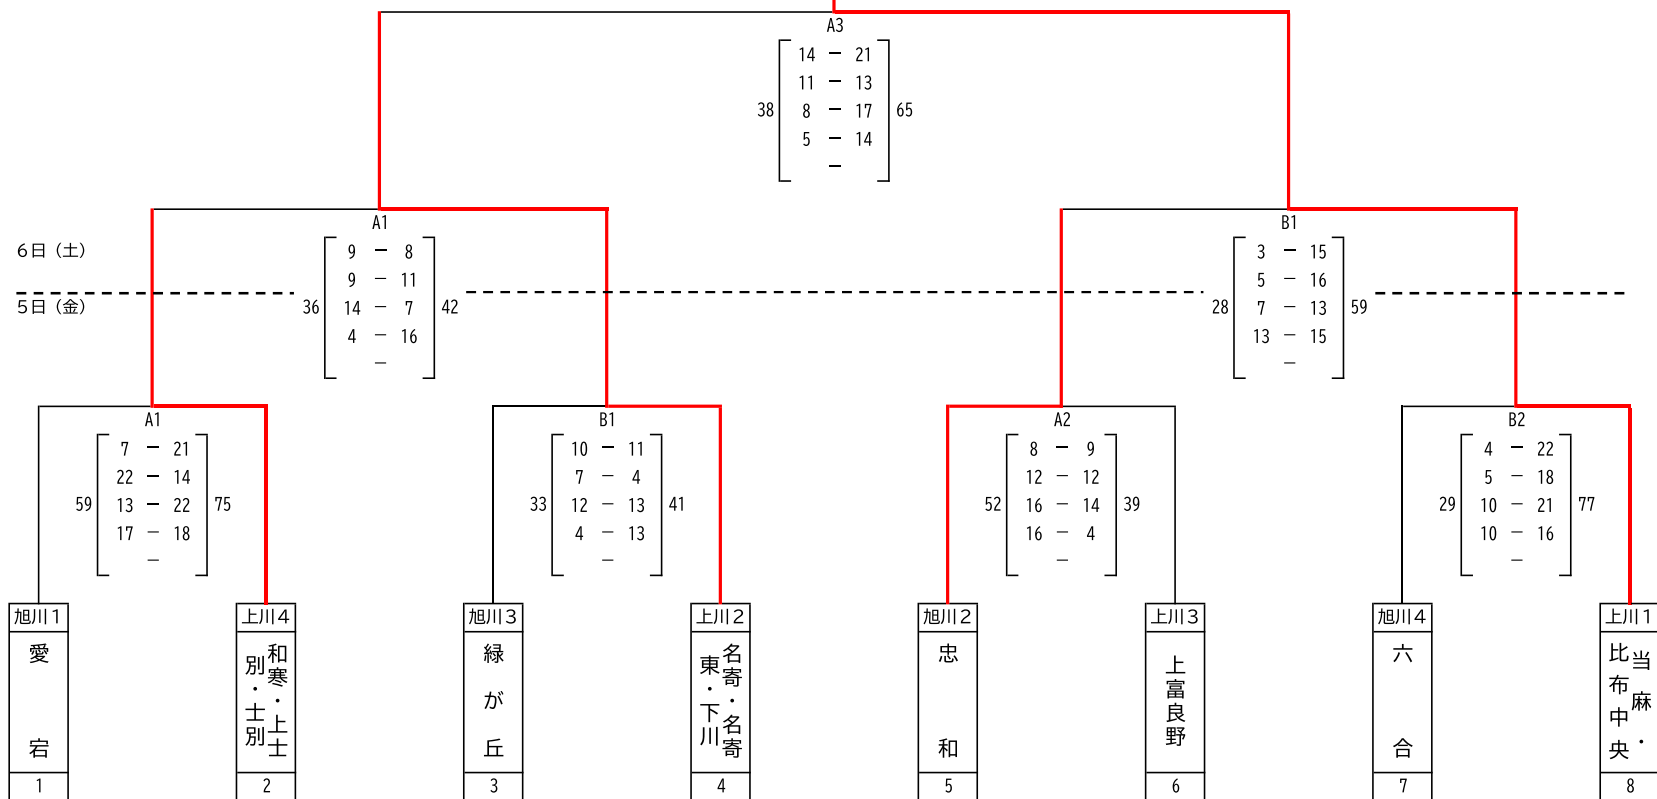 A3
14 － 21
11 － 13
38 8 － 17 65
5 － 14
－
A1 B1
6日（土） 9 － 8 3 － 15
9 － 11 5 － 16
5日（金） 36 14 － 7 42 28 7 － 13 59
4 － 16 13 － 15
－ －
A1 B1 A2 B2
7 － 21 10 － 11 8 － 9 4 － 22
22 － 14 7 － 4 12 － 12 5 － 18
59 13 － 22 75 33 12 － 13 41 52 16 － 14 39 29 10 － 21 77
17 － 18 4 － 13 16 － 4 10 － 16
－ － － －
旭川1 上川4 旭川3 上川2 旭川2 上川3 旭川4 上川1
愛宕
和寒・上士
別・士別
緑が丘
名寄・名寄
東・下川
忠和
上富良野
六合
当麻・
比布中央
1 2 3 4 5 6 7 8